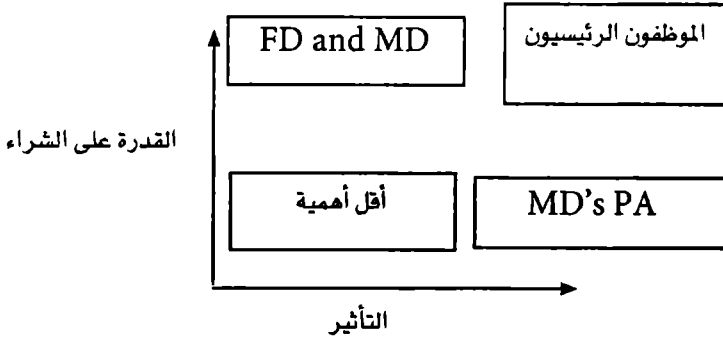 FD and MD
الموظفون الرئيسيون
القدرة على الشراء
أقل أهمية
MD's PA
التأثير